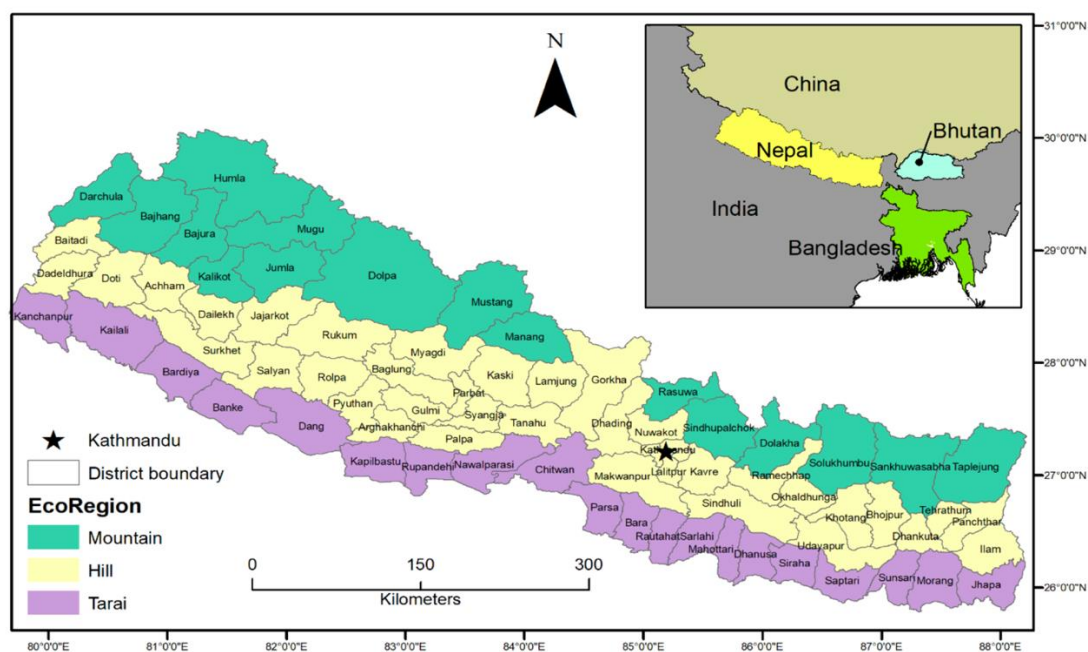 N
31°0'0"N
30°0'0"N
29°0'0"N
28°0'0"N
27°0'0"N
26°0'0"N
China
Nepal
Bhutan
India
Bangladesh
Humla
Darchula
Bajhang
Bajura
Mugu
Baitadi
Dadeldhura
Doti
Achham
Kalikot
Jumla
Dolpa
Mustang
Manang
Kanchanpur
Kailali
Dailekh
Jajarkot
Rukum
Myagdi
Surkhet
Bardiya
Salyan
Rolpa
Baglung
Parbat
Kaski
Lamjung
Gorkha
Rasuwa
Banke
Dang
Pyuthan
Gulmi
Syangja
Arghakhanchi
Palpa
Tanahu
Dhading
Nuwakot
Sindhupalchok
Dolakha
Kapilbastu
Rupandehi
Nawalparasi
Chitwan
Makwanpur
Kathmandu
Lalitpur
Kavre
Ramechhap
Solukhumbu
Sankhuwasabha
Taplejung
Okhaldhunga
Sindhuli
Khotang
Bhojpur
Tehrathum
Panchthar
Dhankuta
Ilam
Udayapur
Parsa
Bara
Rautahat
Sarlahi
Mahottari
Dhanusa
Siraha
Saptari
Sunsari
Morang
Jhapa
Kathmandu
District boundary
EcoRegion
Mountain
Hill
Tarai
0 150 300
Kilometers
80°0'0"E 81°0'0"E 82°0'0"E 83°0'0"E 84°0'0"E 85°0'0"E 86°0'0"E 87°0'0"E 88°0'0"E